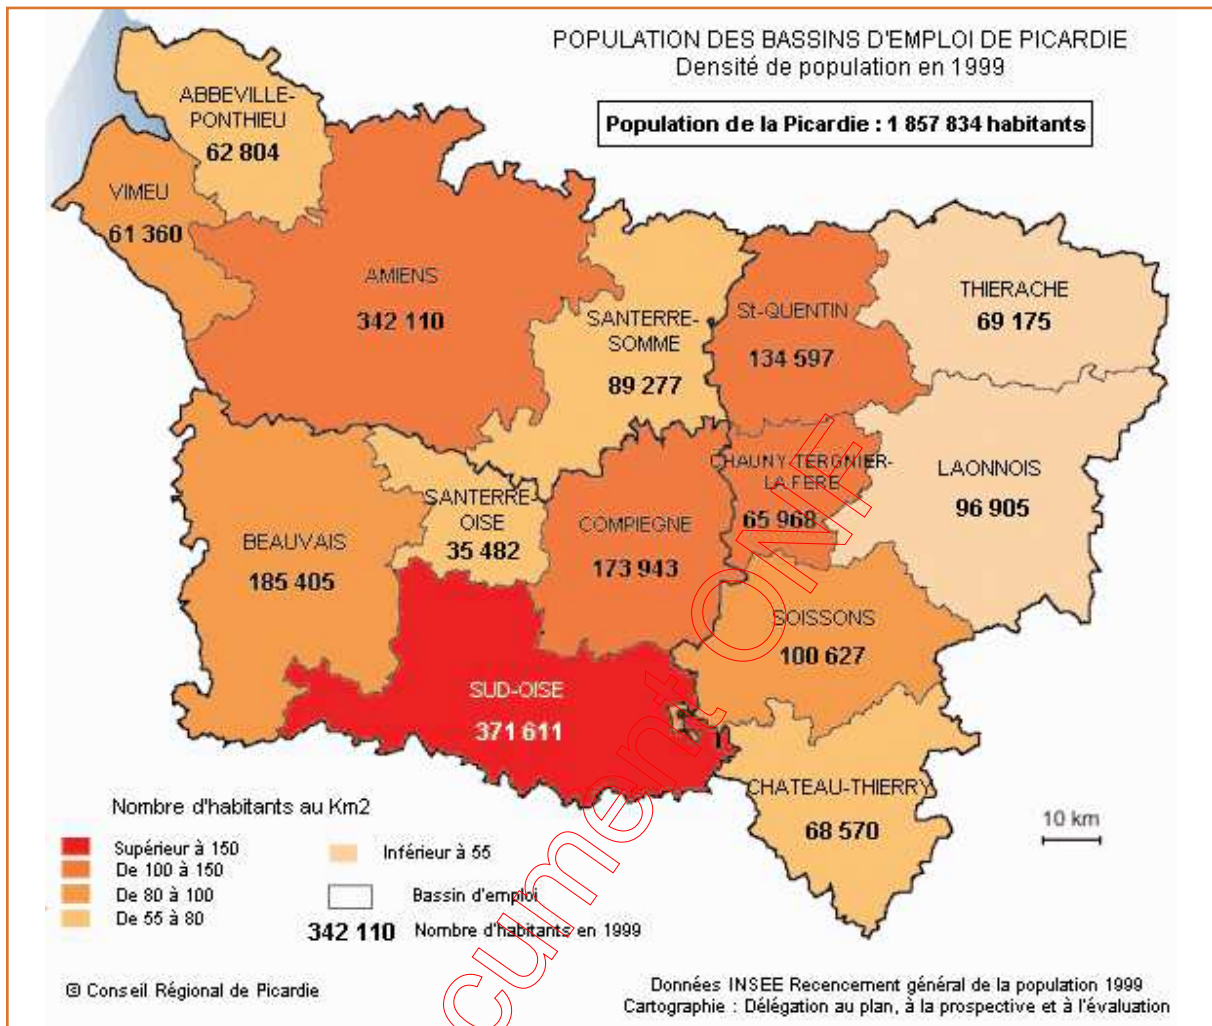 POPULATION DES BASSINS D'EMPLOI DE PICARDIE
Densité de population en 1999
Population de la Picardie : 1 857 834 habitants
ABBEVILLE-
PONTHIEU
62 804
VIMEU
61 360
AMIENS
342 110
SANTERRE-
SOMME
89 277
St-QUENTIN
134 597
THIERACHE
69 175
CHAUNY-TERGNIER-
LA FERE
65 968
LAONNOIS
96 905
BEAUVAIS
185 405
SANTERRE-
OISE
35 482
COMPIEGNE
173 943
SOISSONS
100 627
SUD-OISE
371 611
CHATEAU-THIERRY
68 570
10 km
Nombre d'habitants au Km2
Supérieur à 150
De 100 à 150
De 80 à 100
De 55 à 80
Inférieur à 55
Bassin d'emploi
342 110 Nombre d'habitants en 1999
© Conseil Régional de Picardie
Données INSEE Recencement général de la population 1999
Cartographie : Délégation au plan, à la prospective et à l'évaluation
cument ONF